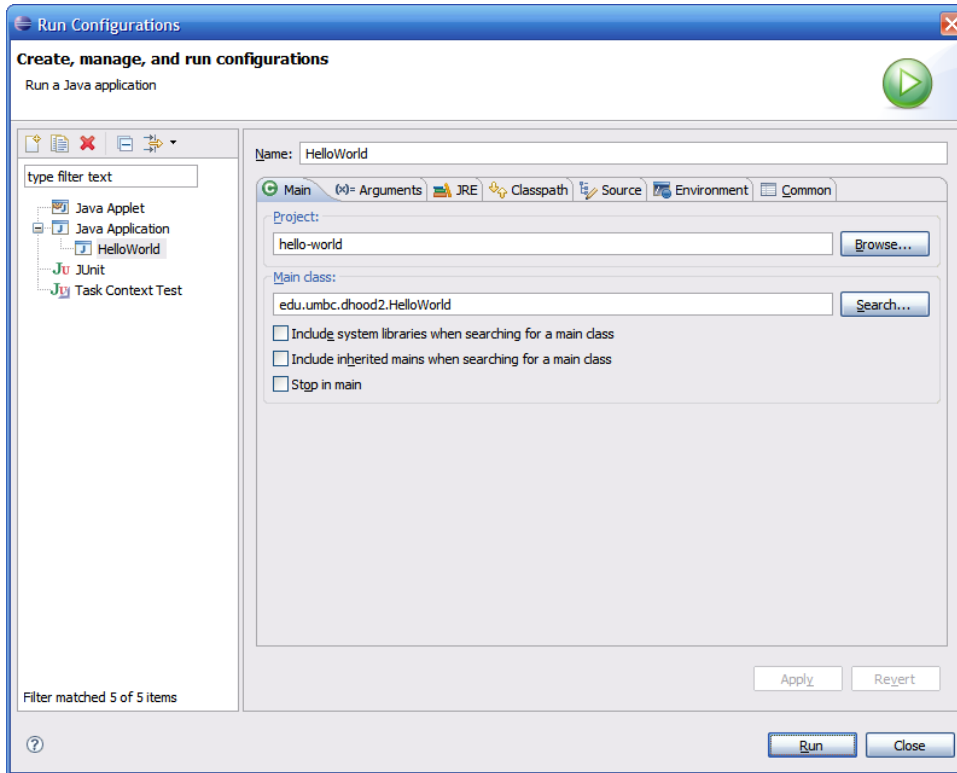 Run Configurations
Create, manage, and run configurations
Run a Java application
type filter text
Java Applet
Java Application
HelloWorld
JUnit
Task Context Test
Filter matched 5 of 5 items
Name: HelloWorld
Main (x)= Arguments JRE Classpath Source Environment Common
Project:
hello-world Browse...
Main class:
edu.umbc.dhood2.HelloWorld Search...
Include system libraries when searching for a main class
Include inherited mains when searching for a main class
Stop in main
Apply Revert
Run Close